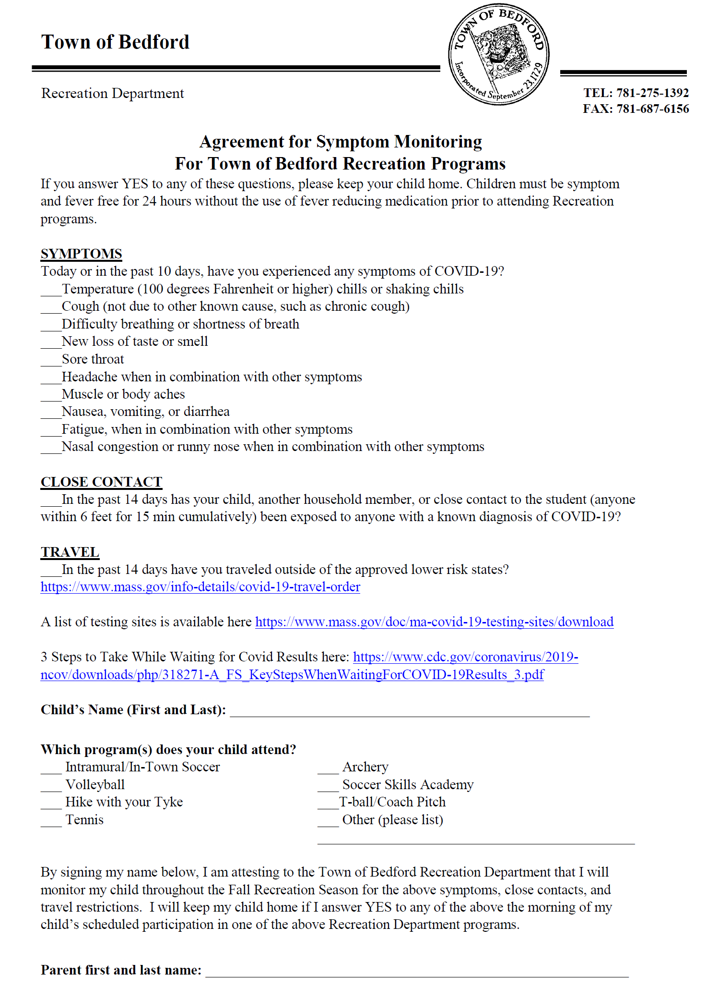 TOWN OF BEDFORD
Incorporated September 23, 1729
Town of Bedford
Recreation Department
TEL: 781-275-1392
FAX: 781-687-6156
Agreement for Symptom Monitoring
For Town of Bedford Recreation Programs
If you answer YES to any of these questions, please keep your child home. Children must be symptom
and fever free for 24 hours without the use of fever reducing medication prior to attending Recreation
programs.
SYMPTOMS
Today or in the past 10 days, have you experienced any symptoms of COVID-19?
___Temperature (100 degrees Fahrenheit or higher) chills or shaking chills
___Cough (not due to other known cause, such as chronic cough)
___Difficulty breathing or shortness of breath
___New loss of taste or smell
___Sore throat
___Headache when in combination with other symptoms
___Muscle or body aches
___Nausea, vomiting, or diarrhea
___Fatigue, when in combination with other symptoms
___Nasal congestion or runny nose when in combination with other symptoms
CLOSE CONTACT
___In the past 14 days has your child, another household member, or close contact to the student (anyone
within 6 feet for 15 min cumulatively) been exposed to anyone with a known diagnosis of COVID-19?
TRAVEL
___In the past 14 days have you traveled outside of the approved lower risk states?
https://www.mass.gov/info-details/covid-19-travel-order
A list of testing sites is available here https://www.mass.gov/doc/ma-covid-19-testing-sites/download
3 Steps to Take While Waiting for Covid Results here: https://www.cdc.gov/coronavirus/2019-
ncov/downloads/php/318271-A_FS_KeyStepsWhenWaitingForCOVID-19Results_3.pdf
Child’s Name (First and Last): ___________________________________________________
Which program(s) does your child attend?
___ Intramural/In-Town Soccer
___ Archery
___ Volleyball
___ Soccer Skills Academy
___ Hike with your Tyke
___T-ball/Coach Pitch
___ Tennis
___ Other (please list)
_____________________________________________
By signing my name below, I am attesting to the Town of Bedford Recreation Department that I will
monitor my child throughout the Fall Recreation Season for the above symptoms, close contacts, and
travel restrictions.  I will keep my child home if I answer YES to any of the above the morning of my
child’s scheduled participation in one of the above Recreation Department programs.
Parent first and last name: ____________________________________________________________